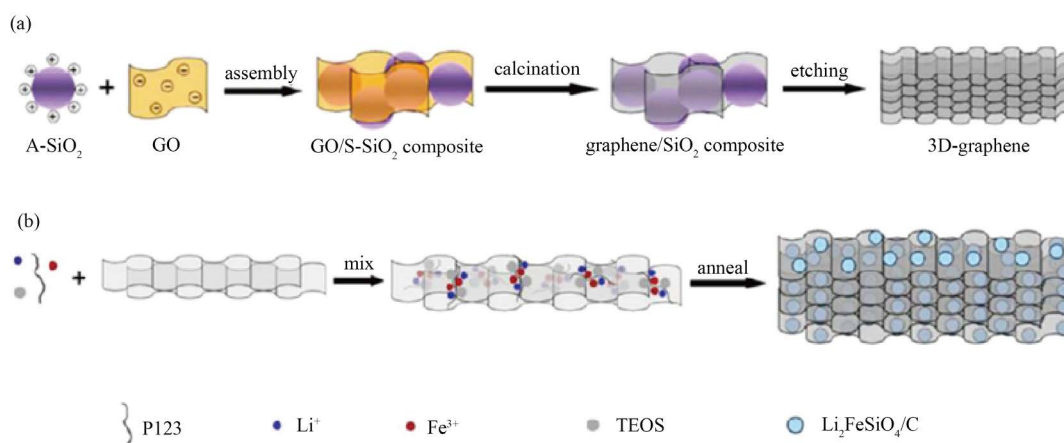 (a)
assembly calcination etching
A-SiO₂ + GO GO/S-SiO₂ composite graphene/SiO₂ composite 3D-graphene
(b)
+ mix anneal
P123 Li⁺ Fe³⁺ TEOS Li₂FeSiO₄/C